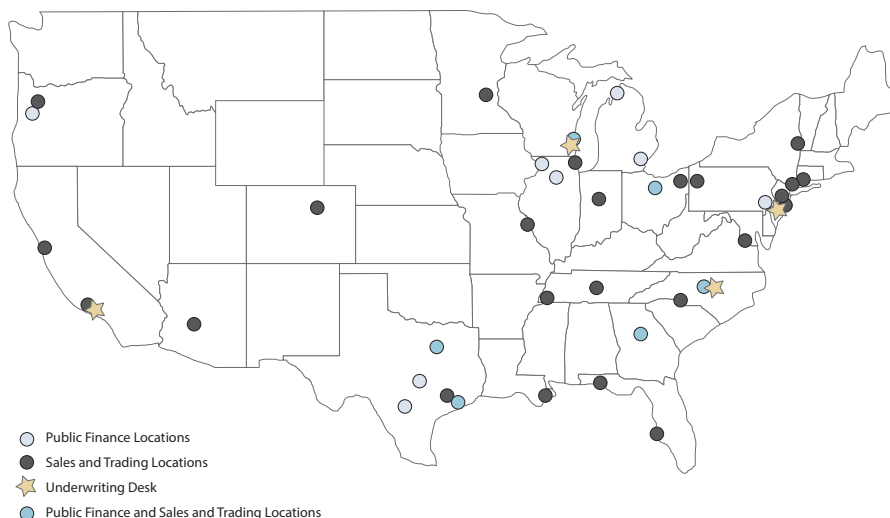 Public Finance Locations
Sales and Trading Locations
Underwriting Desk
Public Finance and Sales and Trading Locations